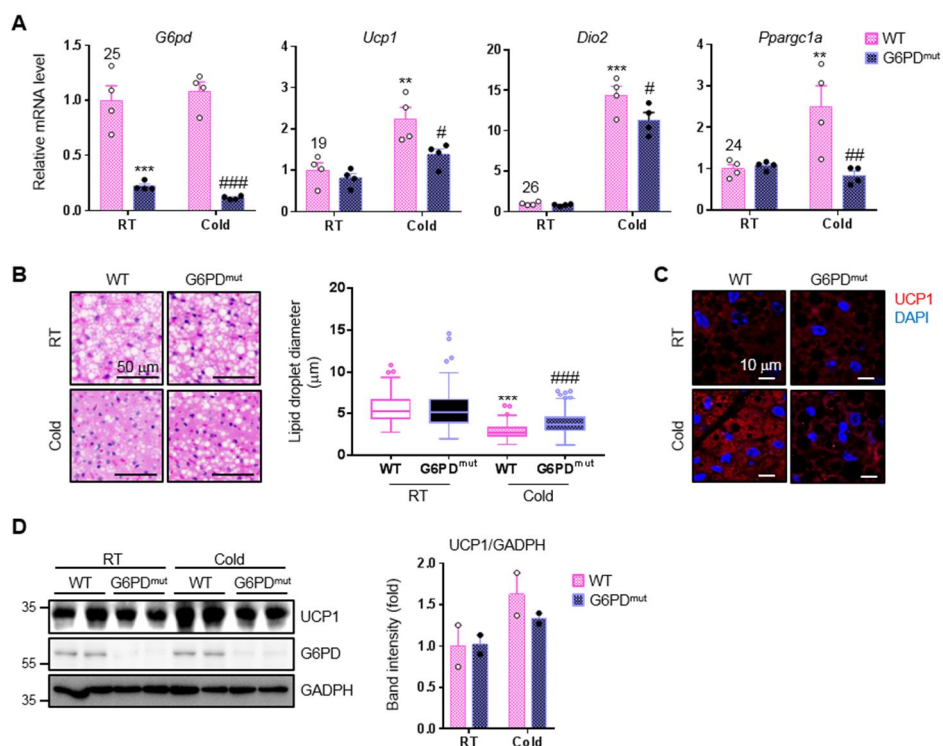 A
G6pd
Ucp1
Dio2
Ppargc1a
WT
G6PDmut
Relative mRNA level
1.5
1.0
0.5
0.0
25
***
###
RT
Cold
4
3
2
1
0
19
**
#
RT
Cold
20
15
10
5
0
26
***
#
RT
Cold
4
3
2
1
0
24
**
##
RT
Cold
B
WT
G6PDmut
RT
50 µm
Cold
Lipid droplet diameter
(µm)
20
15
10
5
0
***
###
WT
G6PDmut
WT
G6PDmut
RT
Cold
C
WT
G6PDmut
UCP1
DAPI
RT
10 µm
Cold
D
RT
Cold
WT
G6PDmut
WT
G6PDmut
35
UCP1
55
G6PD
35
GADPH
UCP1/GADPH
Band intensity (fold)
2.0
1.5
1.0
0.5
0.0
RT
Cold
WT
G6PDmut